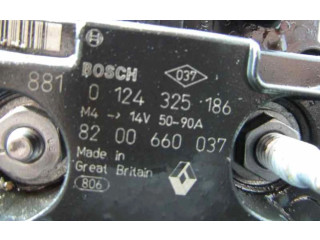 881
BOSCH 037
0 124 325 186
M4 → 14V 50-90A
82 00 660 037
Made in
Great Britain
806